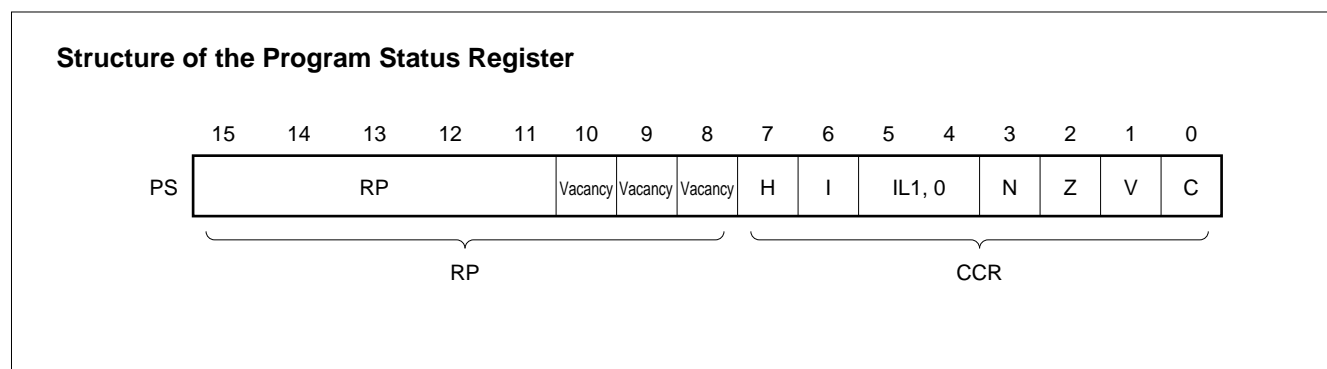 Structure of the Program Status Register
15 14 13 12 11 10 9 8 7 6 5 4 3 2 1 0
PS RP Vacancy Vacancy Vacancy H I IL1, 0 N Z V C
RP CCR